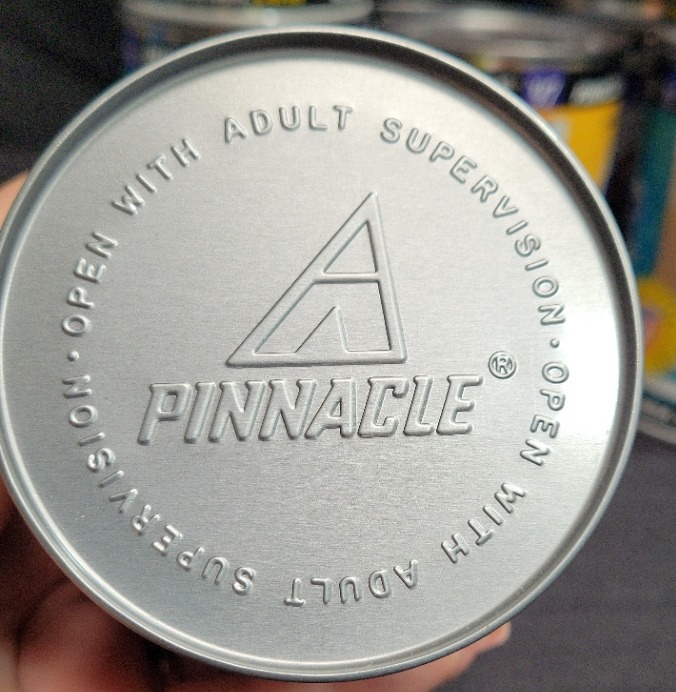 OPEN WITH ADULT SUPERVISION · OPEN WITH ADULT SUPERVISION ·
PINNACLE®